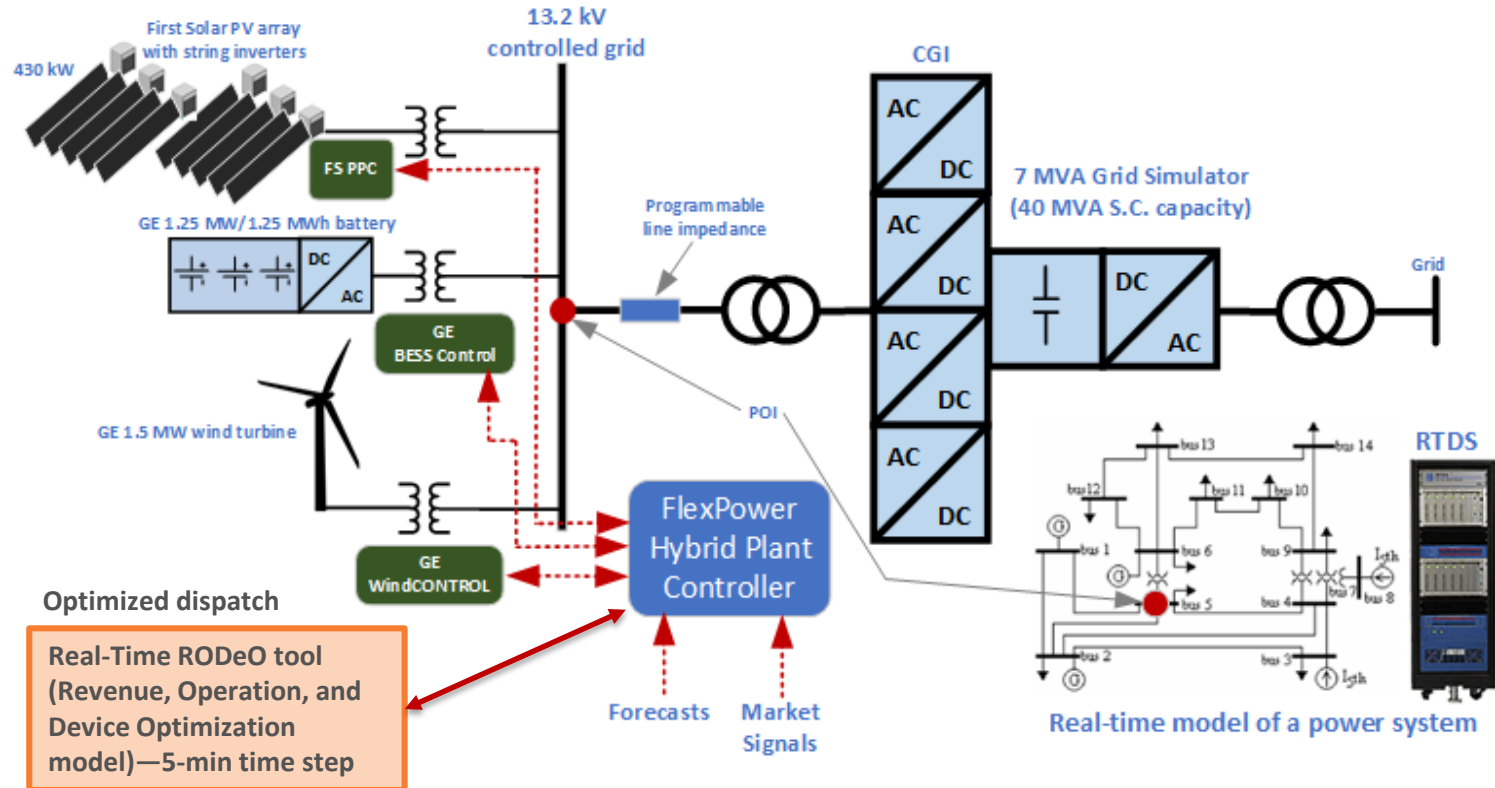 First Solar PV array
with string inverters
430 kW
13.2 kV
controlled grid
CGI
FS PPC
AC
DC
AC
DC
AC
DC
AC
DC
7 MVA Grid Simulator
(40 MVA S.C. capacity)
DC
AC
Grid
Programmable
line impedance
GE 1.25 MW/1.25 MWh battery
DC
AC
GE
BESS Control
GE 1.5 MW wind turbine
POI
GE
WindCONTROL
FlexPower
Hybrid Plant
Controller
Forecasts
Market
Signals
Optimized dispatch
Real-Time RODeO tool
(Revenue, Operation, and
Device Optimization
model)—5-min time step
RTDS
bus 13
bus 14
bus12
bus 11
bus 10
G
bus 1
bus 6
bus 9
G
bus 7
bus 8
bus 5
bus 4
bus 2
bus 3
G
Real-time model of a power system